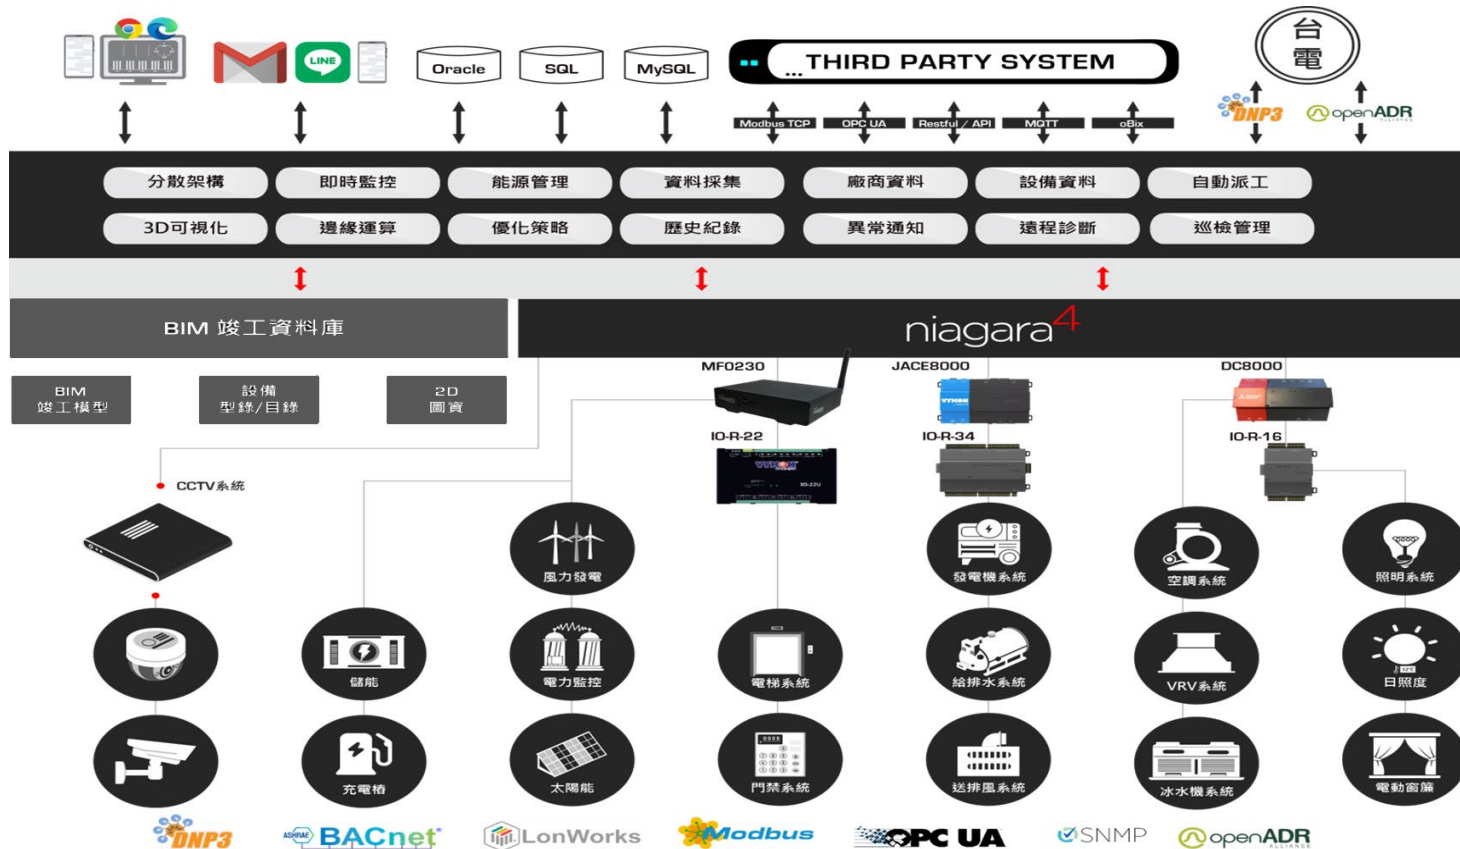 LINE
Oracle
SQL
MySQL
...THIRD PARTY SYSTEM
台
電
Modbus TCP
OPC UA
Restful / API
MQTT
oBix
DNP3
openADR
ALLIANCE
分散架構
即時監控
能源管理
資料採集
廠商資料
設備資料
自動派工
3D可視化
邊緣運算
優化策略
歷史紀錄
異常通知
遠程診斷
巡檢管理
BIM 竣工資料庫
niagara4
BIM
竣工模型
設備
型錄/目錄
2D
圖資
MF0230
JACE8000
DC8000
VYKON
IO-R-22
IO-R-34
IO-R-16
VYKON
IO-22U
CCTV系統
風力發電
發電機系統
空調系統
照明系統
儲能
電力監控
電梯系統
給排水系統
VRV系統
日照度
充電樁
太陽能
門禁系統
送排風系統
冰水機系統
電動窗簾
DNP3
ASHRAE BACnet
LonWorks
Modbus
OPC UA
SNMP
openADR
ALLIANCE